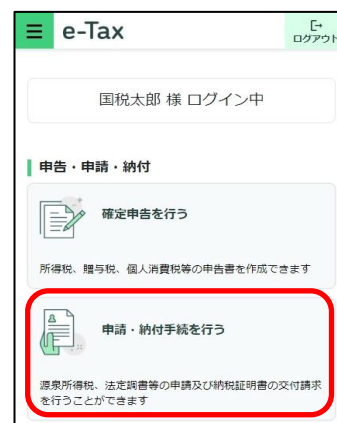 e-Tax
ログアウト
国税太郎 様 ログイン中
申告・申請・納付
確定申告を行う
所得税、贈与税、個人消費税等の申告書を作成できます
申請・納付手続を行う
源泉所得税、法定調書等の申請及び納税証明書の交付請求
を行うことができます